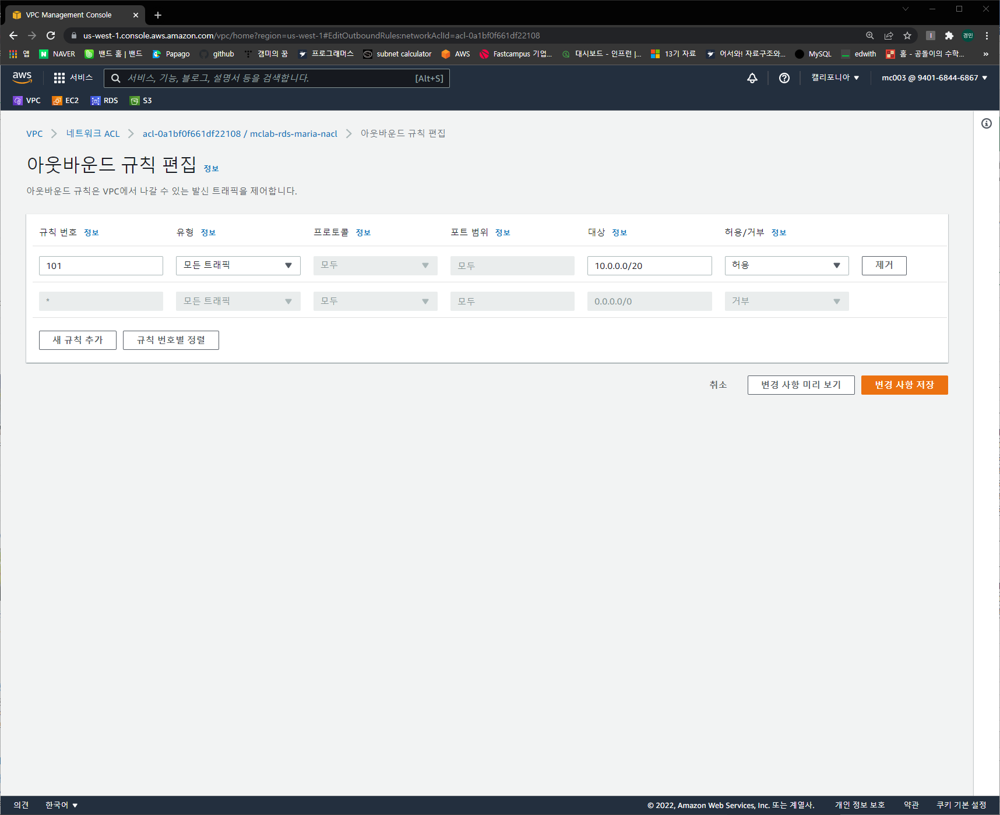 VPC Management Console
us-west-1.console.aws.amazon.com/vpc/home?region=us-west-1#EditOutboundRules:networkAclId=acl-0a1bf0f661df22108
경민
앱 NAVER 밴드 홈 | 밴드 Papago github 캠미의 꿈 프로그래머스 subnet calculator AWS Fastcampus 기업... 대시보드 - 인프런 |... 13기 자료 어서와! 자료구조와... MySQL edwith 홈 - 공돌이의 수학... »
aws 서비스 서비스, 기능, 블로그, 설명서 등을 검색합니다. [Alt+S] 캘리포니아 mc003 @ 9401-6844-6867
VPC EC2 RDS S3
VPC 네트워크 ACL acl-0a1bf0f661df22108 / mclab-rds-maria-nacl 아웃바운드 규칙 편집
아웃바운드 규칙 편집 정보
아웃바운드 규칙은 VPC에서 나갈 수 있는 발신 트래픽을 제어합니다.
규칙 번호 정보 유형 정보 프로토콜 정보 포트 범위 정보 대상 정보 허용/거부 정보
101 모든 트래픽 모두 모두 10.0.0.0/20 허용 제거
* 모든 트래픽 모두 모두 0.0.0.0/0 거부
새 규칙 추가 규칙 번호별 정렬
취소 변경 사항 미리 보기 변경 사항 저장
의견 한국어 © 2022, Amazon Web Services, Inc. 또는 계열사. 개인 정보 보호 약관 쿠키 기본 설정